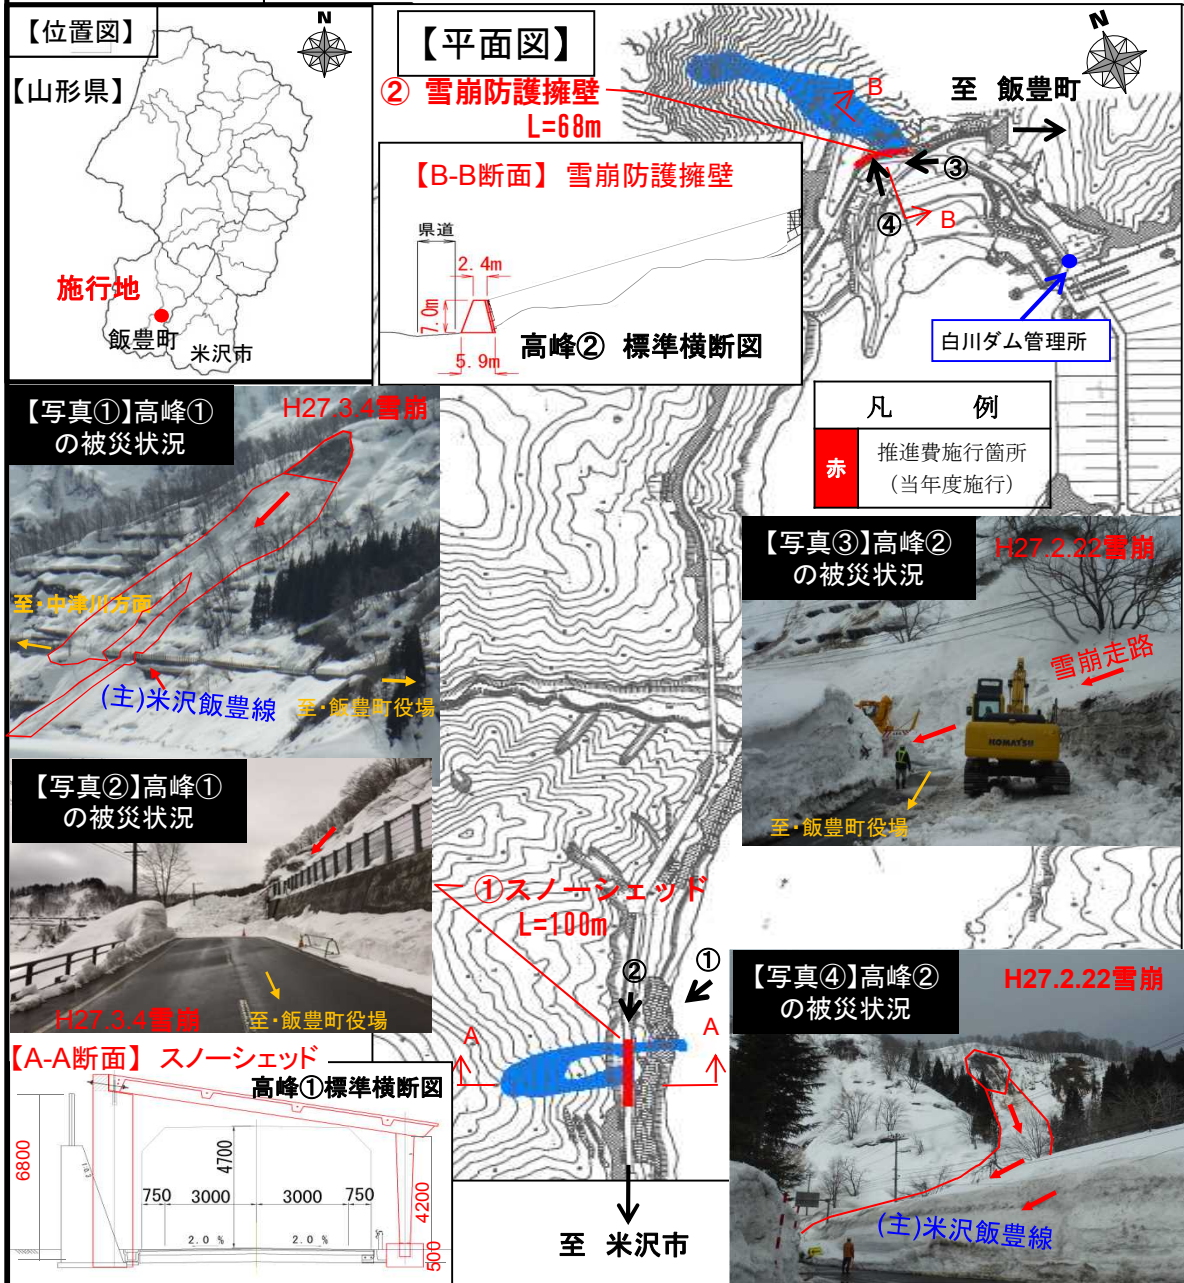 【位置図】
N
【山形県】
施行地
飯豊町
米沢市
【平面図】
N
② 雪崩防護擁壁
L=68m
至 飯豊町
B
③
④
B
白川ダム管理所
【B-B断面】 雪崩防護擁壁
県道
2.4m
7.0m
5.9m
高峰② 標準横断図
凡 例
赤
推進費施行箇所
(当年度施行)
【写真①】高峰①
の被災状況
H27.3.4雪崩
至・中津川方面
(主)米沢飯豊線
至・飯豊町役場
【写真③】高峰②
の被災状況
H27.2.22雪崩
雪崩走路
KOMATSU
至・飯豊町役場
【写真②】高峰①
の被災状況
H27.3.4雪崩
至・飯豊町役場
①スノーシェッド
L=100m
②
①
A
A
至 米沢市
【写真④】高峰②
の被災状況
H27.2.22雪崩
(主)米沢飯豊線
【A-A断面】 スノーシェッド
高峰①標準横断図
6800
4700
750
3000
3000
750
4200
2.0 %
2.0 %
500